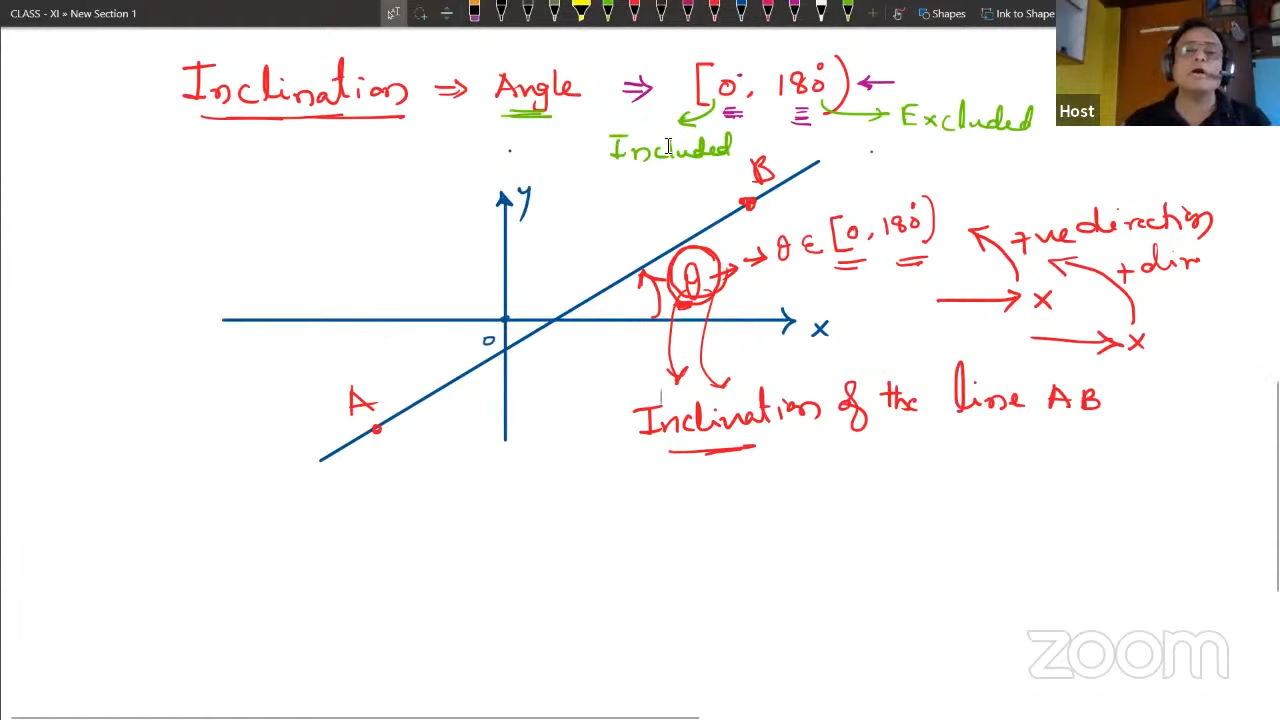 CLASS - XI » New Section 1
Shapes
Ink to Shape
Host
Inclination ⇒ Angle ⇒ [0°, 180°) ←
Included
Excluded
B
y
θ ∈ [0, 180°)
+ve direction
+ dir
θ
x
x
x
0
A
Inclination of the line AB
zoom